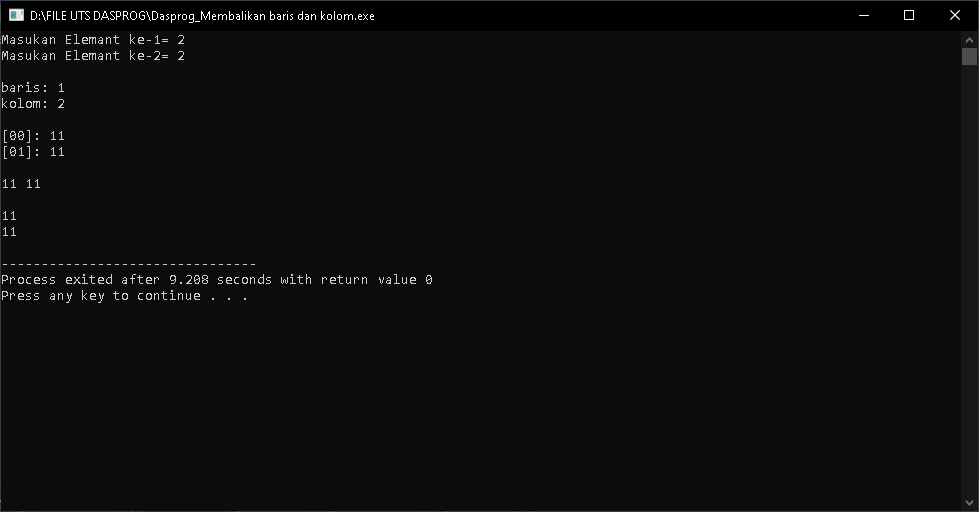 D:\FILE UTS DASPROG\Dasprog_Membalikan baris dan kolom.exe
Masukan Elemant ke-1= 2
Masukan Elemant ke-2= 2
baris: 1
kolom: 2
[00]: 11
[01]: 11
11 11
11
11
--------------------------------
Process exited after 9.208 seconds with return value 0
Press any key to continue . . .